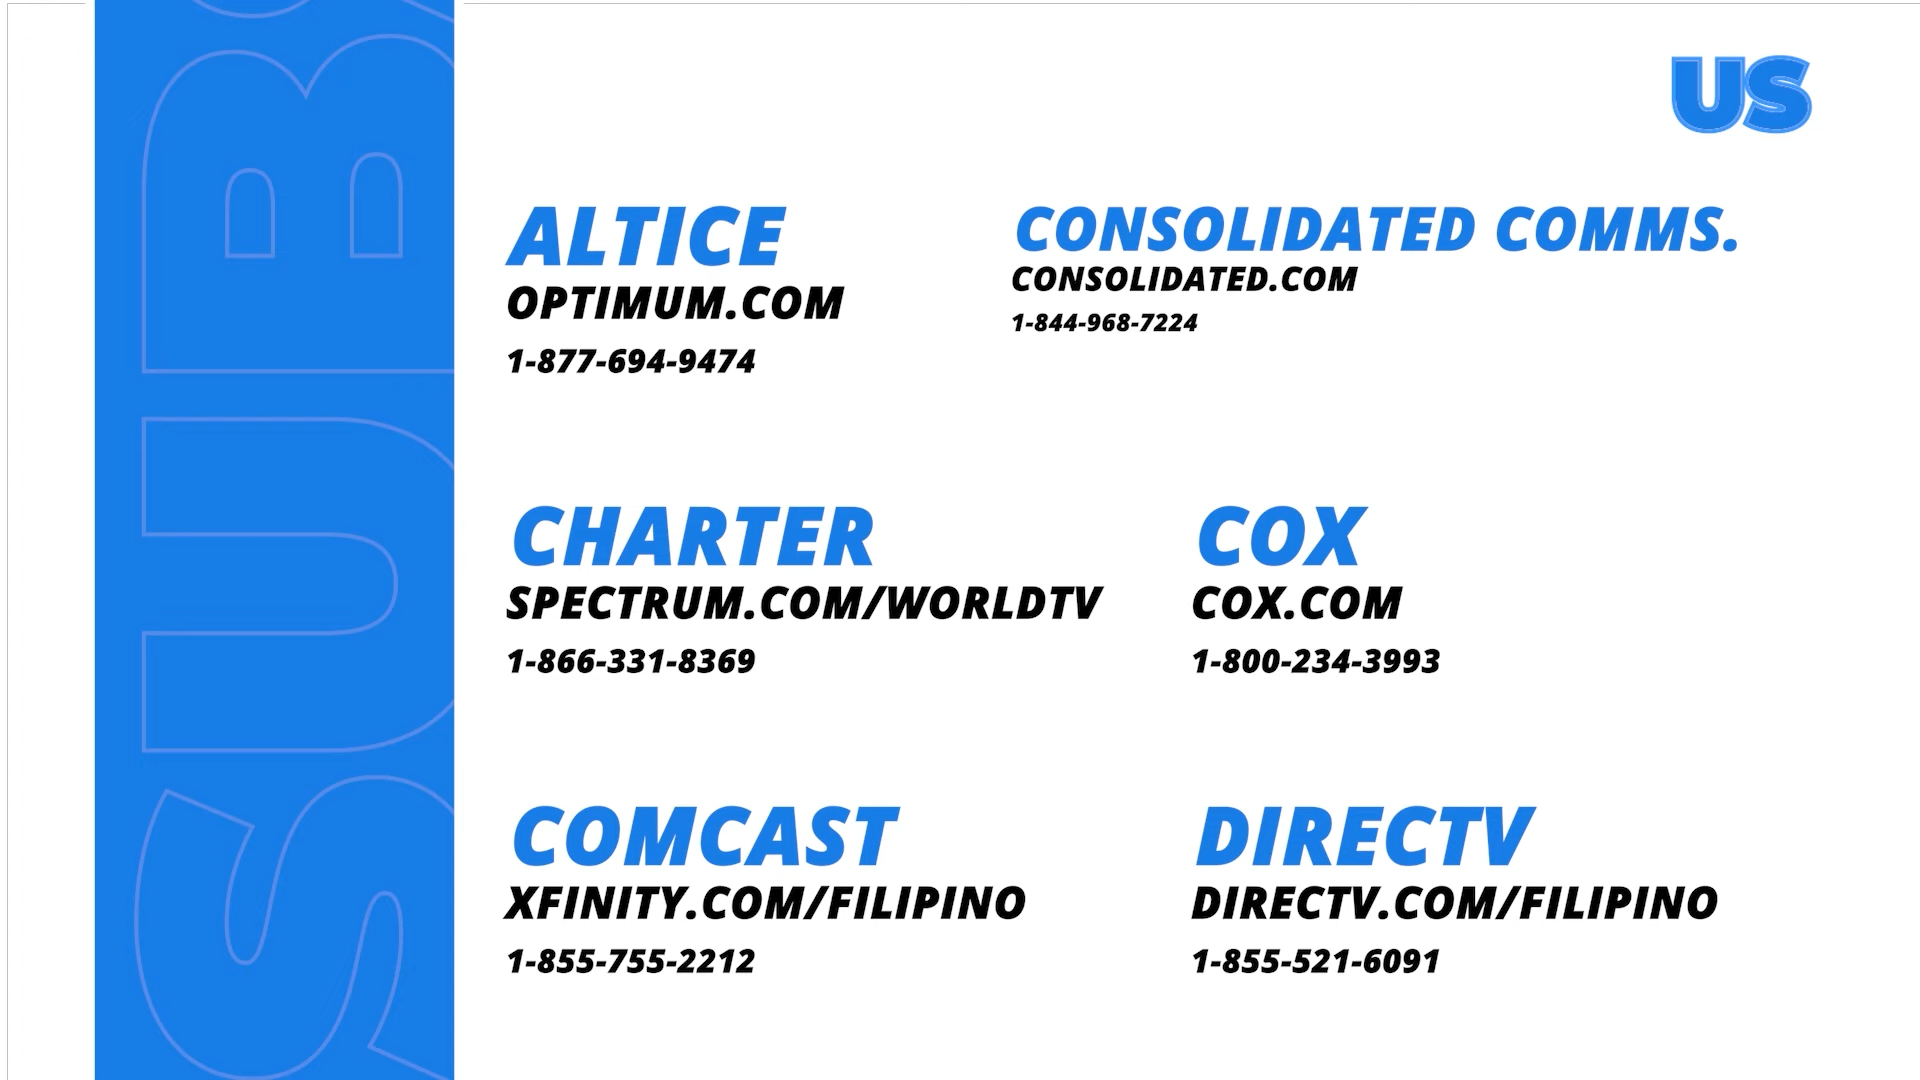 US
ALTICE
OPTIMUM.COM
1-877-694-9474
CONSOLIDATED COMMS.
CONSOLIDATED.COM
1-844-968-7224
CHARTER
SPECTRUM.COM/WORLDTV
1-866-331-8369
COX
COX.COM
1-800-234-3993
COMCAST
XFINITY.COM/FILIPINO
1-855-755-2212
DIRECTV
DIRECTV.COM/FILIPINO
1-855-521-6091
SUB